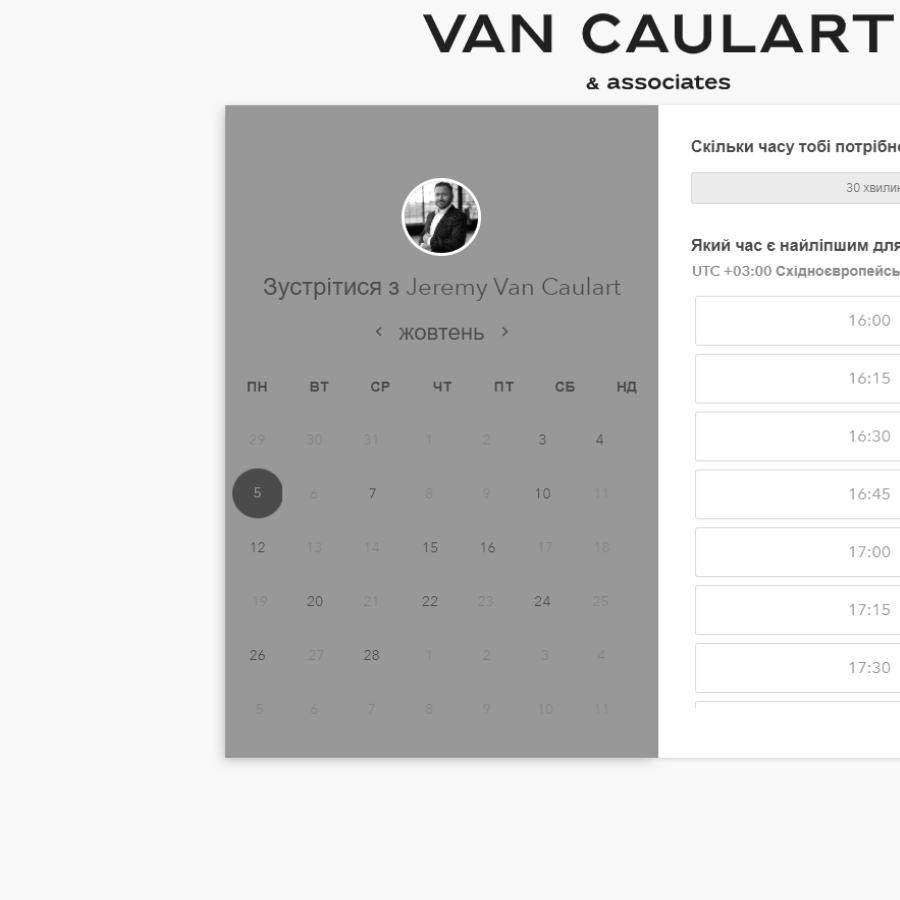 VAN CAULART
& associates
Зустрітися з Jeremy Van Caulart
‹ жовтень ›
ПН ВТ СР ЧТ ПТ СБ НД
29 30 31 1 2 3 4
5 6 7 8 9 10 11
12 13 14 15 16 17 18
19 20 21 22 23 24 25
26 27 28 1 2 3 4
5 6 7 8 9 10 11
Скільки часу тобі потрібно
30 хвилин
Який час є найліпшим для
UTC +03:00 Східноєвропейсь
16:00
16:15
16:30
16:45
17:00
17:15
17:30